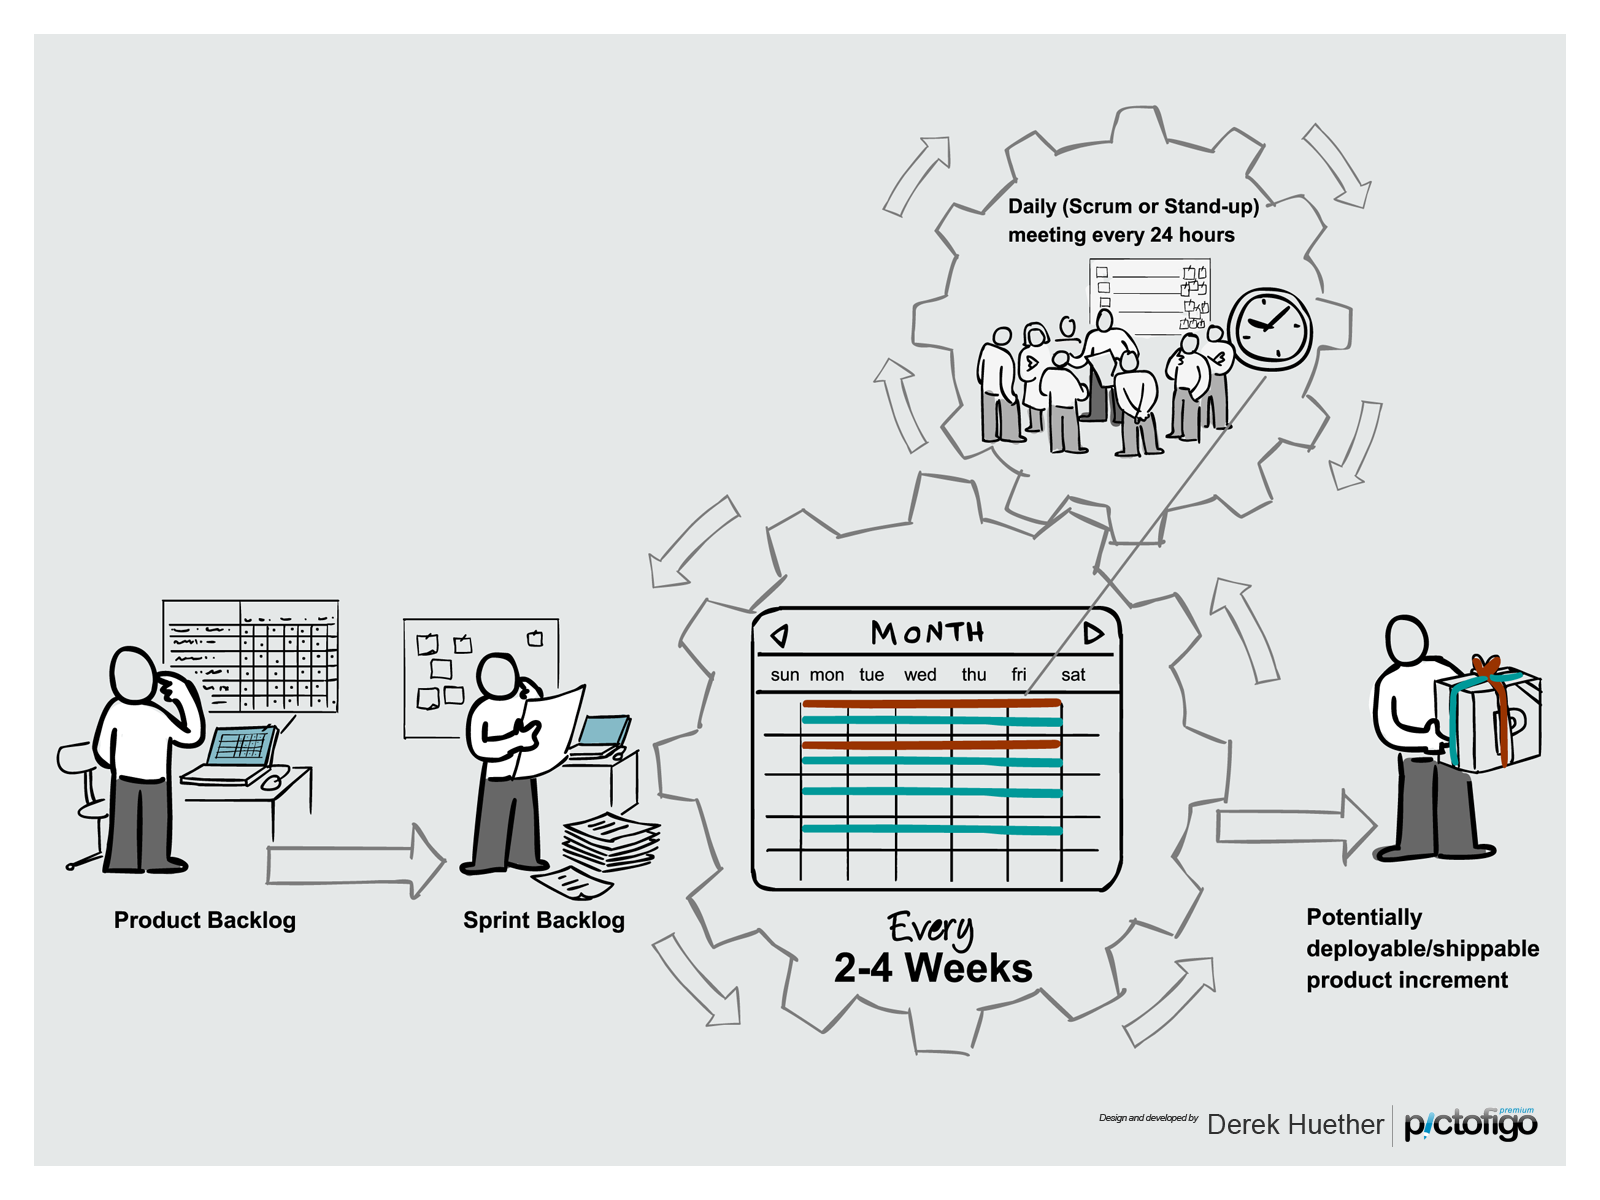 Daily (Scrum or Stand-up)
meeting every 24 hours
MONTH
sun mon tue wed thu fri sat
Every
2-4 Weeks
Product Backlog
Sprint Backlog
Potentially
deployable/shippable
product increment
Design and developed by Derek Huether
premium
pictofigo